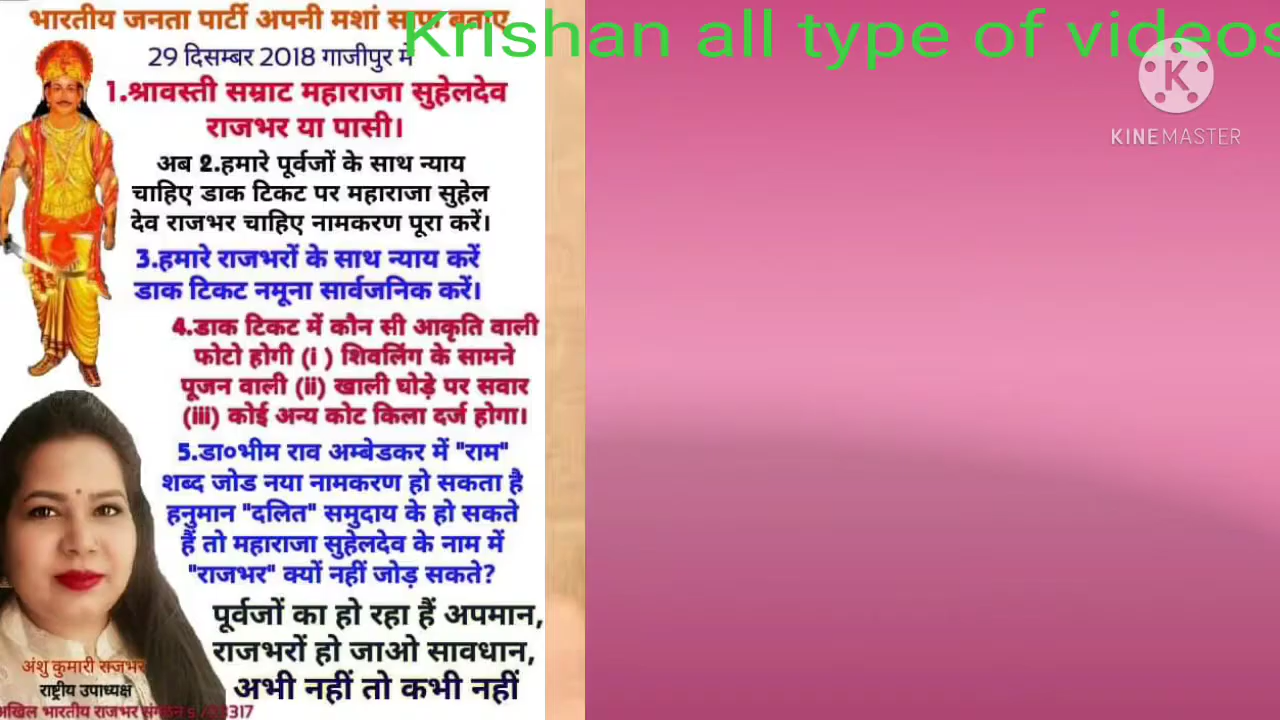 भारतीय जनता पार्टी अपनी मशां साफ बताए
Krishan all type of videos
29 दिसम्बर 2018 गाजीपुर में
1.श्रावस्ती सम्राट महाराजा सुहेलदेव
राजभर या पासी।
अब 2.हमारे पूर्वजों के साथ न्याय
चाहिए डाक टिकट पर महाराजा सुहेल
देव राजभर चाहिए नामकरण पूरा करें।
3.हमारे राजभरों के साथ न्याय करें
डाक टिकट नमूना सार्वजनिक करें।
4.डाक टिकट में कौन सी आकृति वाली
फोटो होगी (i ) शिवलिंग के सामने
पूजन वाली (ii) खाली घोड़े पर सवार
(iii) कोई अन्य कोट किला दर्ज होगा।
5.डा०भीम राव अम्बेडकर में "राम"
शब्द जोड नया नामकरण हो सकता है
हनुमान "दलित" समुदाय के हो सकते
हैं तो महाराजा सुहेलदेव के नाम में
"राजभर" क्यों नहीं जोड़ सकते?
पूर्वजों का हो रहा हैं अपमान,
राजभरों हो जाओ सावधान,
अभी नहीं तो कभी नहीं
अंशु कुमारी राजभर
राष्ट्रीय उपाध्यक्ष
अखिल भारतीय राजभर संगठन
K
KINEMASTER